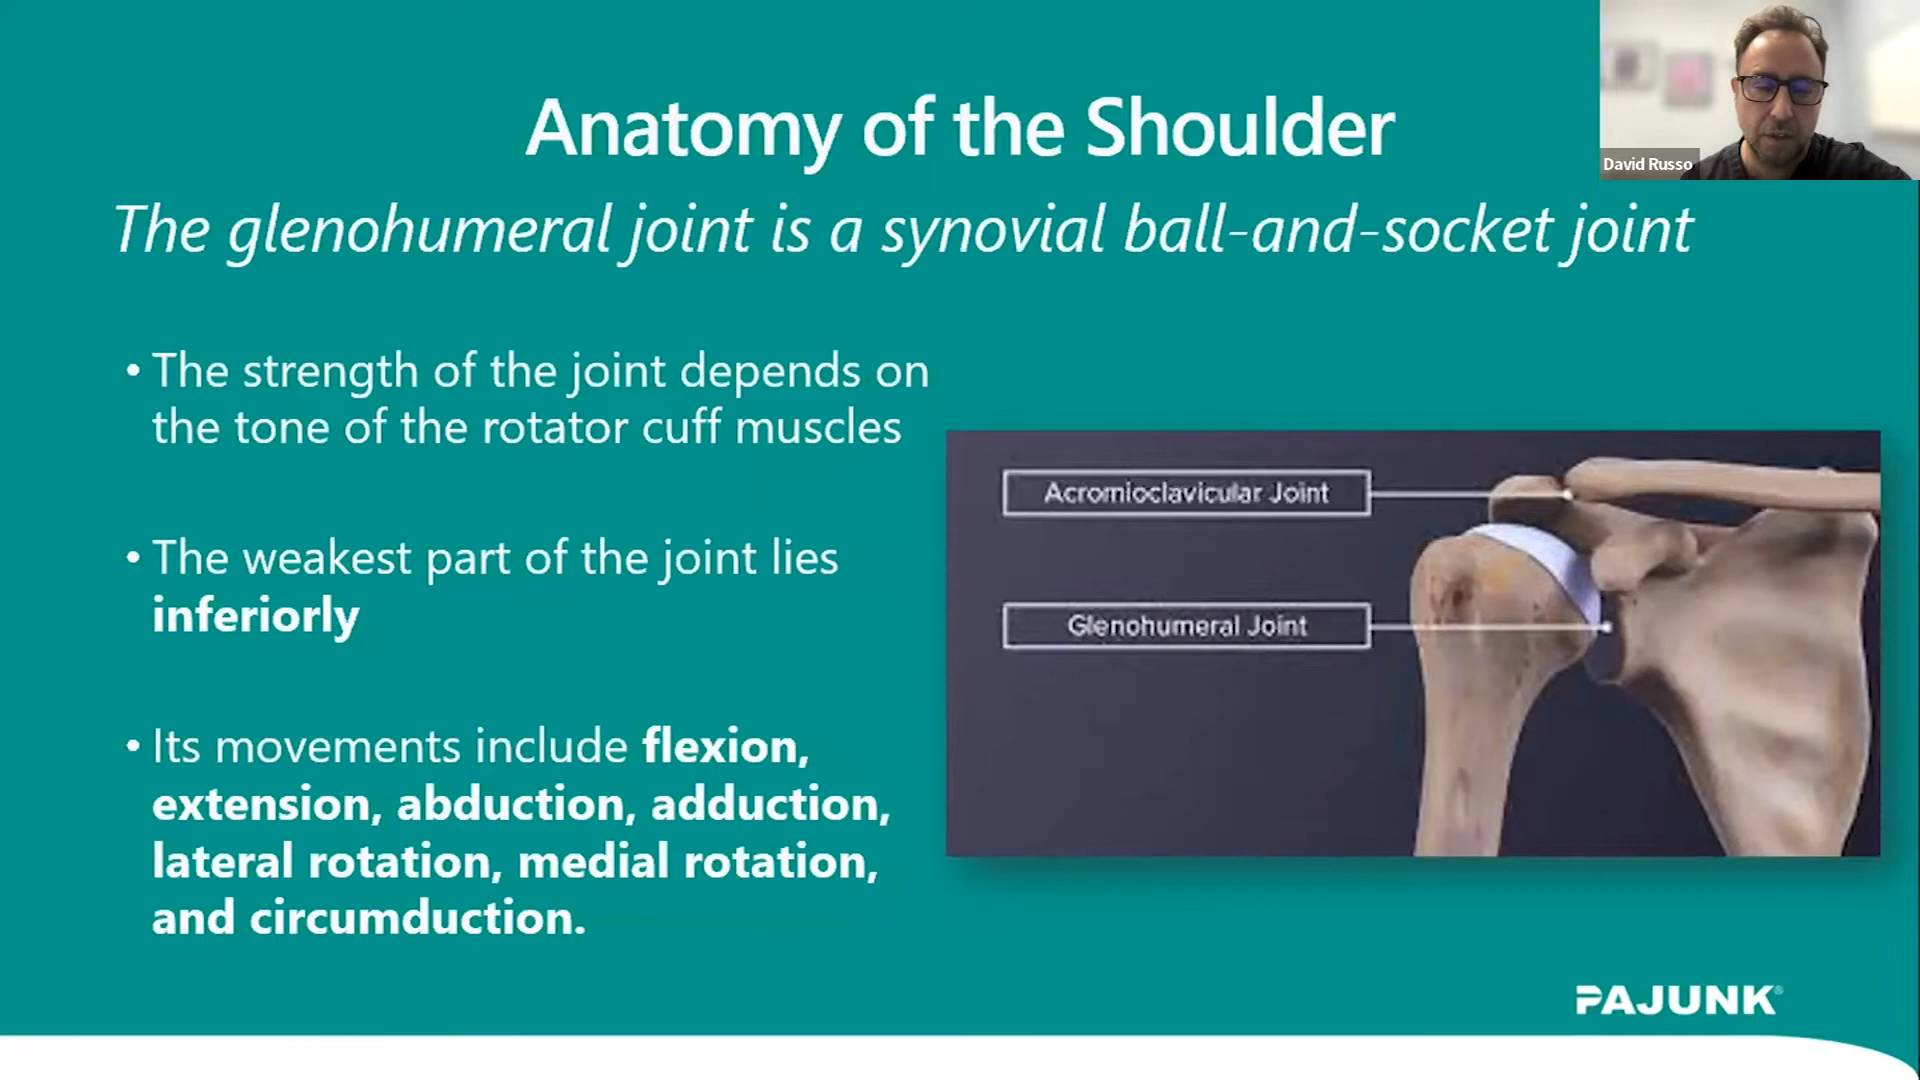 Anatomy of the Shoulder
David Russo
The glenohumeral joint is a synovial ball-and-socket joint
• The strength of the joint depends on
the tone of the rotator cuff muscles
• The weakest part of the joint lies
inferiorly
• Its movements include flexion,
extension, abduction, adduction,
lateral rotation, medial rotation,
and circumduction.
Acromioclavicular Joint
Glenohumeral Joint
PAJUNK®